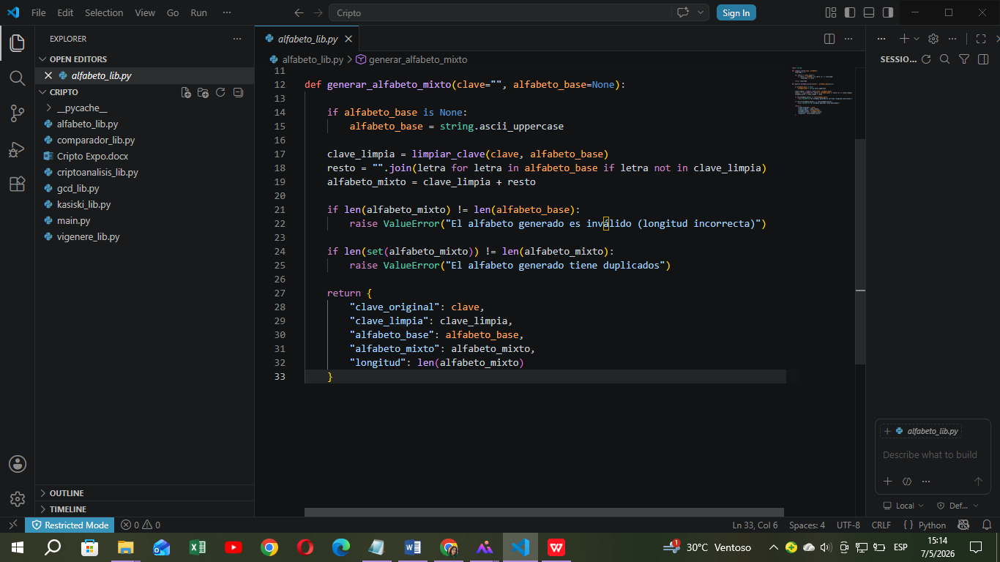 File Edit Selection View Go Run ··· Cripto Sign In
EXPLORER
OPEN EDITORS
alfabeto_lib.py
CRIPTO
__pycache__
alfabeto_lib.py
comparador_lib.py
Cripto Expo.docx
criptoanalisis_lib.py
gcd_lib.py
kasiski_lib.py
main.py
vigenere_lib.py
OUTLINE
TIMELINE
alfabeto_lib.py
alfabeto_lib.py > generar_alfabeto_mixto
11
12 def generar_alfabeto_mixto(clave="", alfabeto_base=None):
13
14     if alfabeto_base is None:
15         alfabeto_base = string.ascii_uppercase
16
17     clave_limpia = limpiar_clave(clave, alfabeto_base)
18     resto = "".join(letra for letra in alfabeto_base if letra not in clave_limpia)
19     alfabeto_mixto = clave_limpia + resto
20
21     if len(alfabeto_mixto) != len(alfabeto_base):
22         raise ValueError("El alfabeto generado es inválido (longitud incorrecta)")
23
24     if len(set(alfabeto_mixto)) != len(alfabeto_mixto):
25         raise ValueError("El alfabeto generado tiene duplicados")
26
27     return {
28         "clave_original": clave,
29         "clave_limpia": clave_limpia,
30         "alfabeto_base": alfabeto_base,
31         "alfabeto_mixto": alfabeto_mixto,
32         "longitud": len(alfabeto_mixto)
33     }
SESSIO...
alfabeto_lib.py
Describe what to build
Local
Def...
Restricted Mode 0 0 Ln 33, Col 6 Spaces: 4 UTF-8 CRLF {} Python
1 30°C Ventoso ESP 15:14
7/5/2026